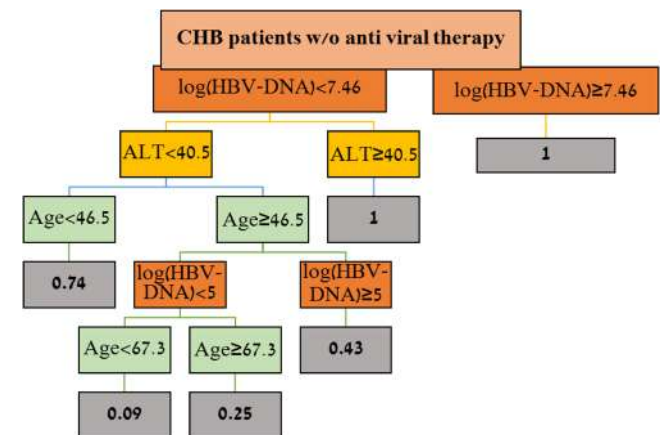 CHB patients w/o anti viral therapy
log(HBV-DNA)<7.46
log(HBV-DNA)≥7.46
ALT<40.5
ALT≥40.5
1
Age<46.5
Age≥46.5
1
0.74
log(HBV-
DNA)<5
log(HBV-
DNA)≥5
Age<67.3
Age≥67.3
0.43
0.09
0.25